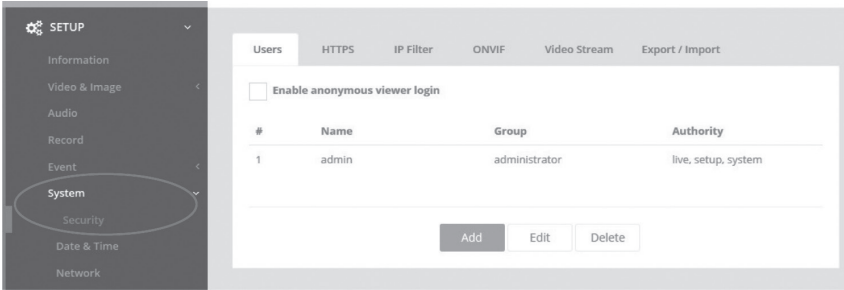 SETUP
Information
Video & Image
Audio
Record
Event
System
Security
Date & Time
Network
Users HTTPS IP Filter ONVIF Video Stream Export / Import
Enable anonymous viewer login
# Name Group Authority
1 admin administrator live, setup, system
Add Edit Delete